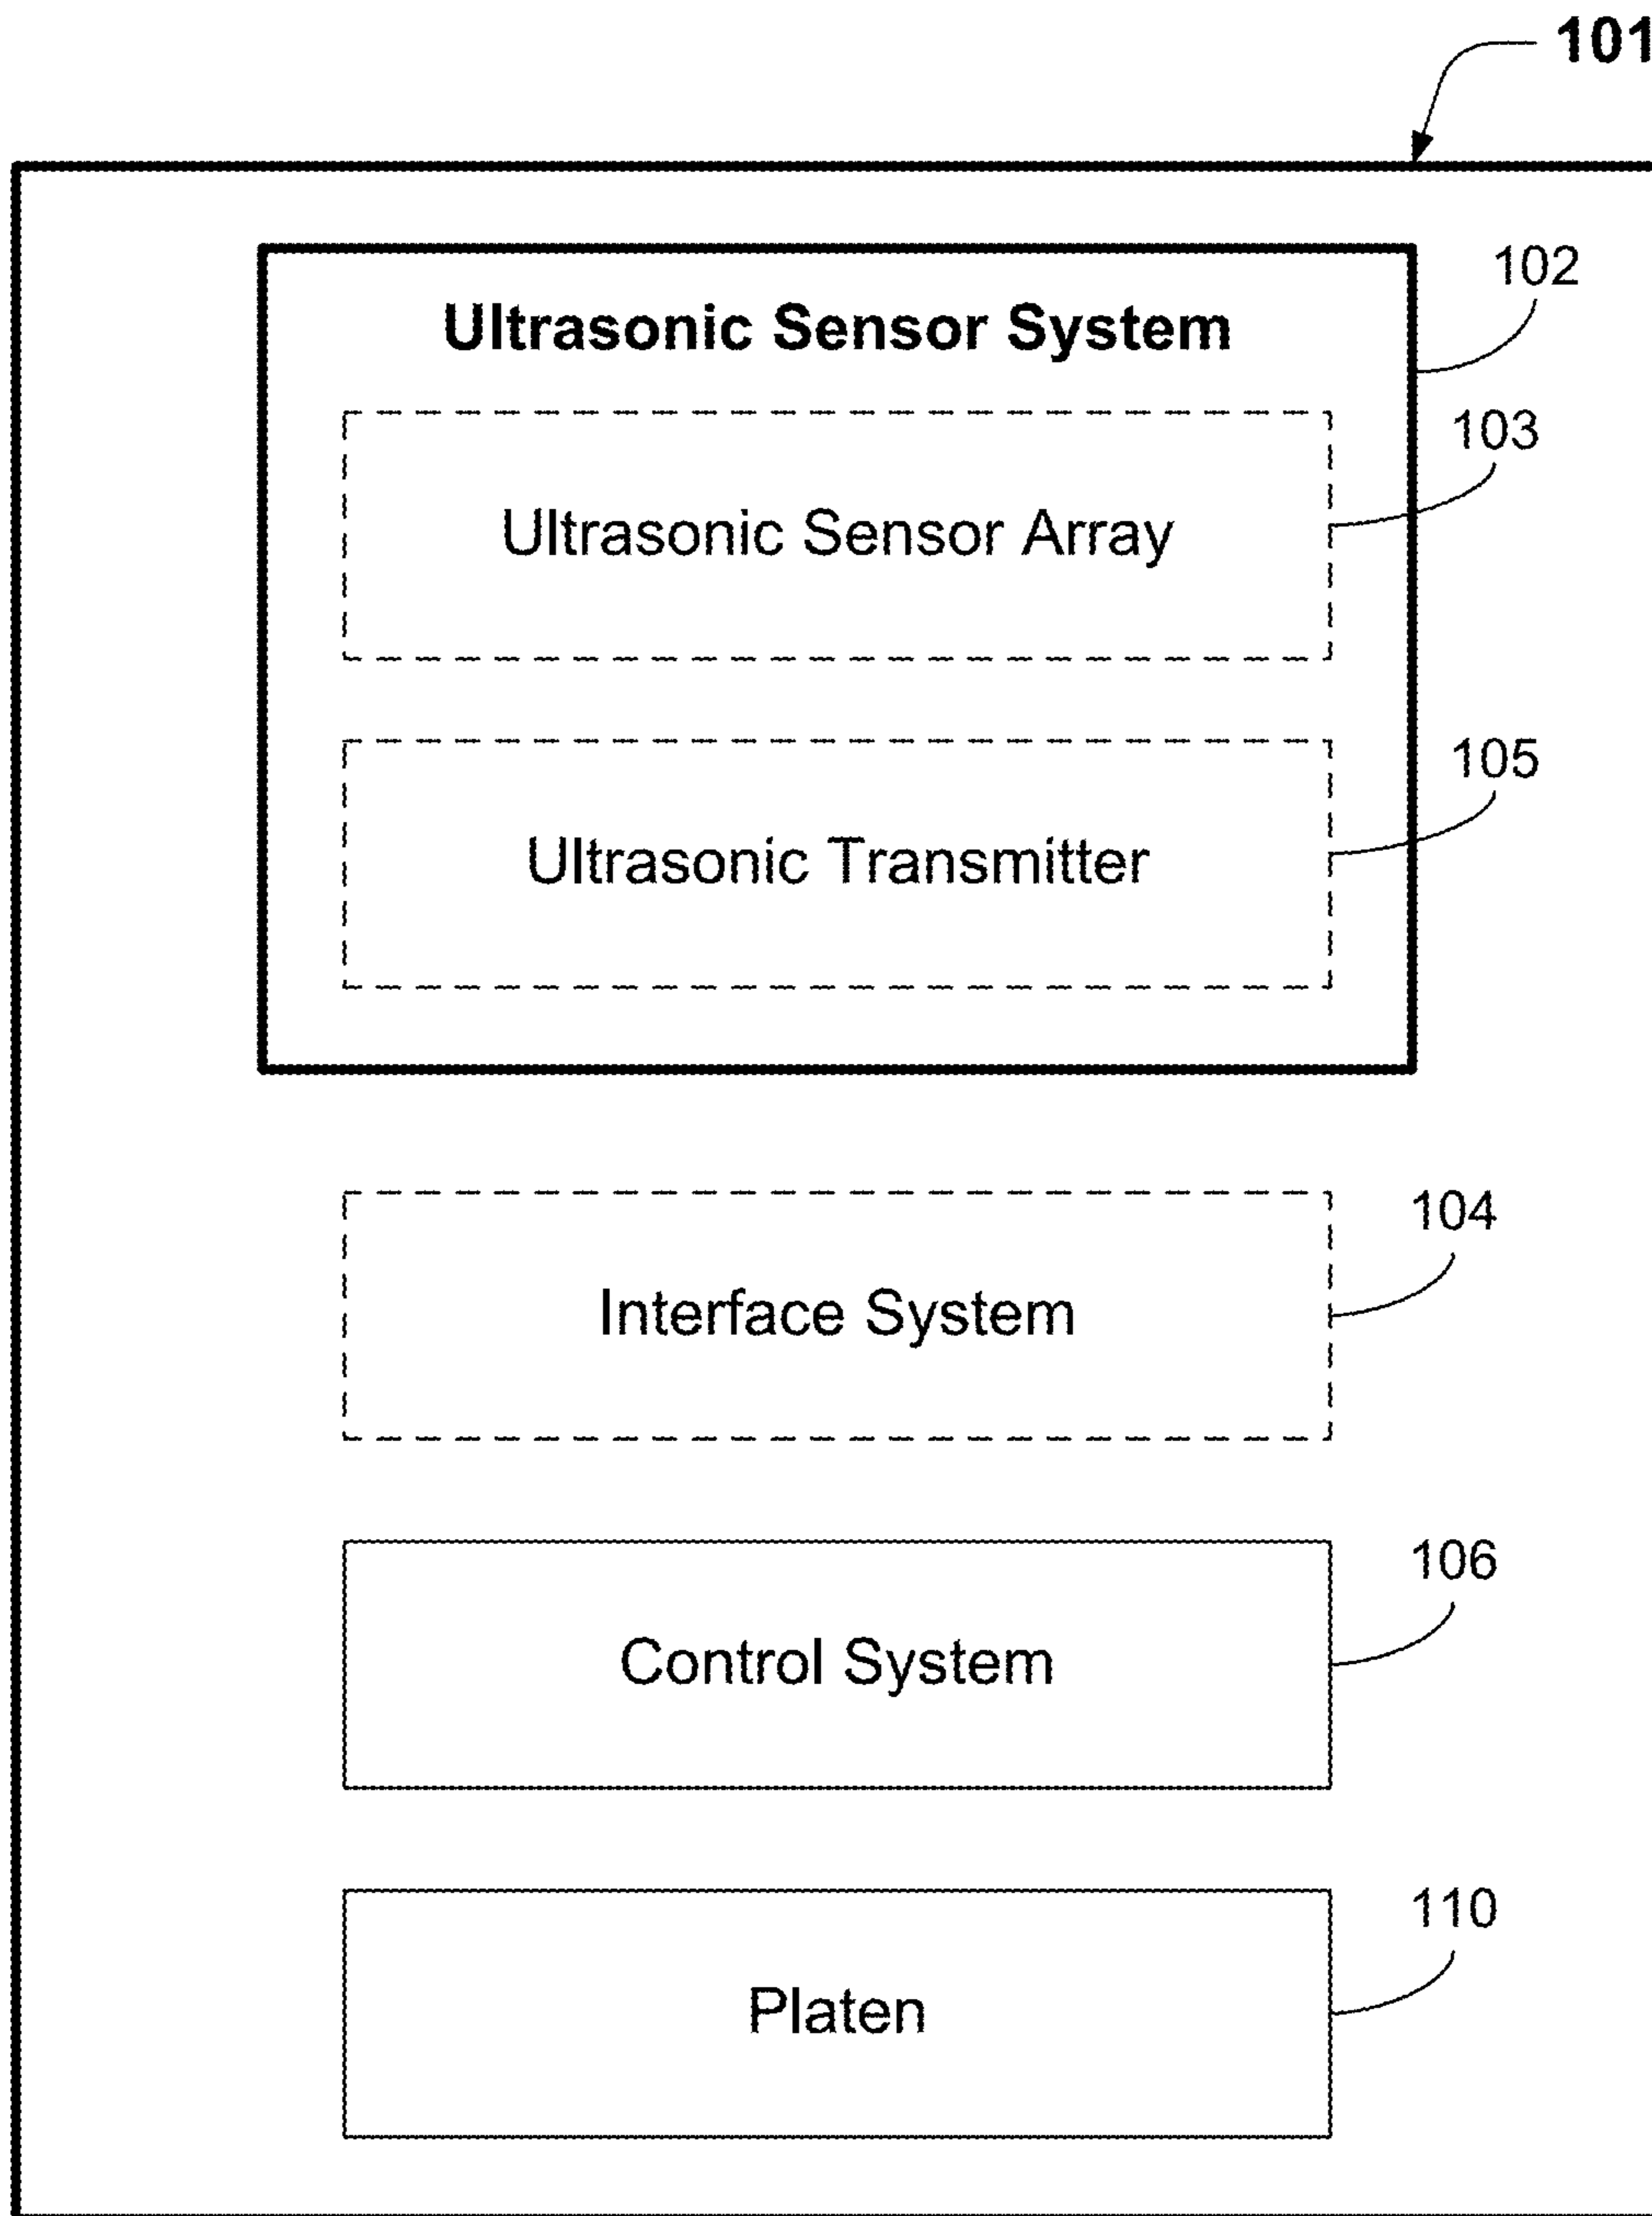 101
102
Ultrasonic Sensor System
103
Ultrasonic Sensor Array
105
Ultrasonic Transmitter
104
Interface System
106
Control System
110
Platen